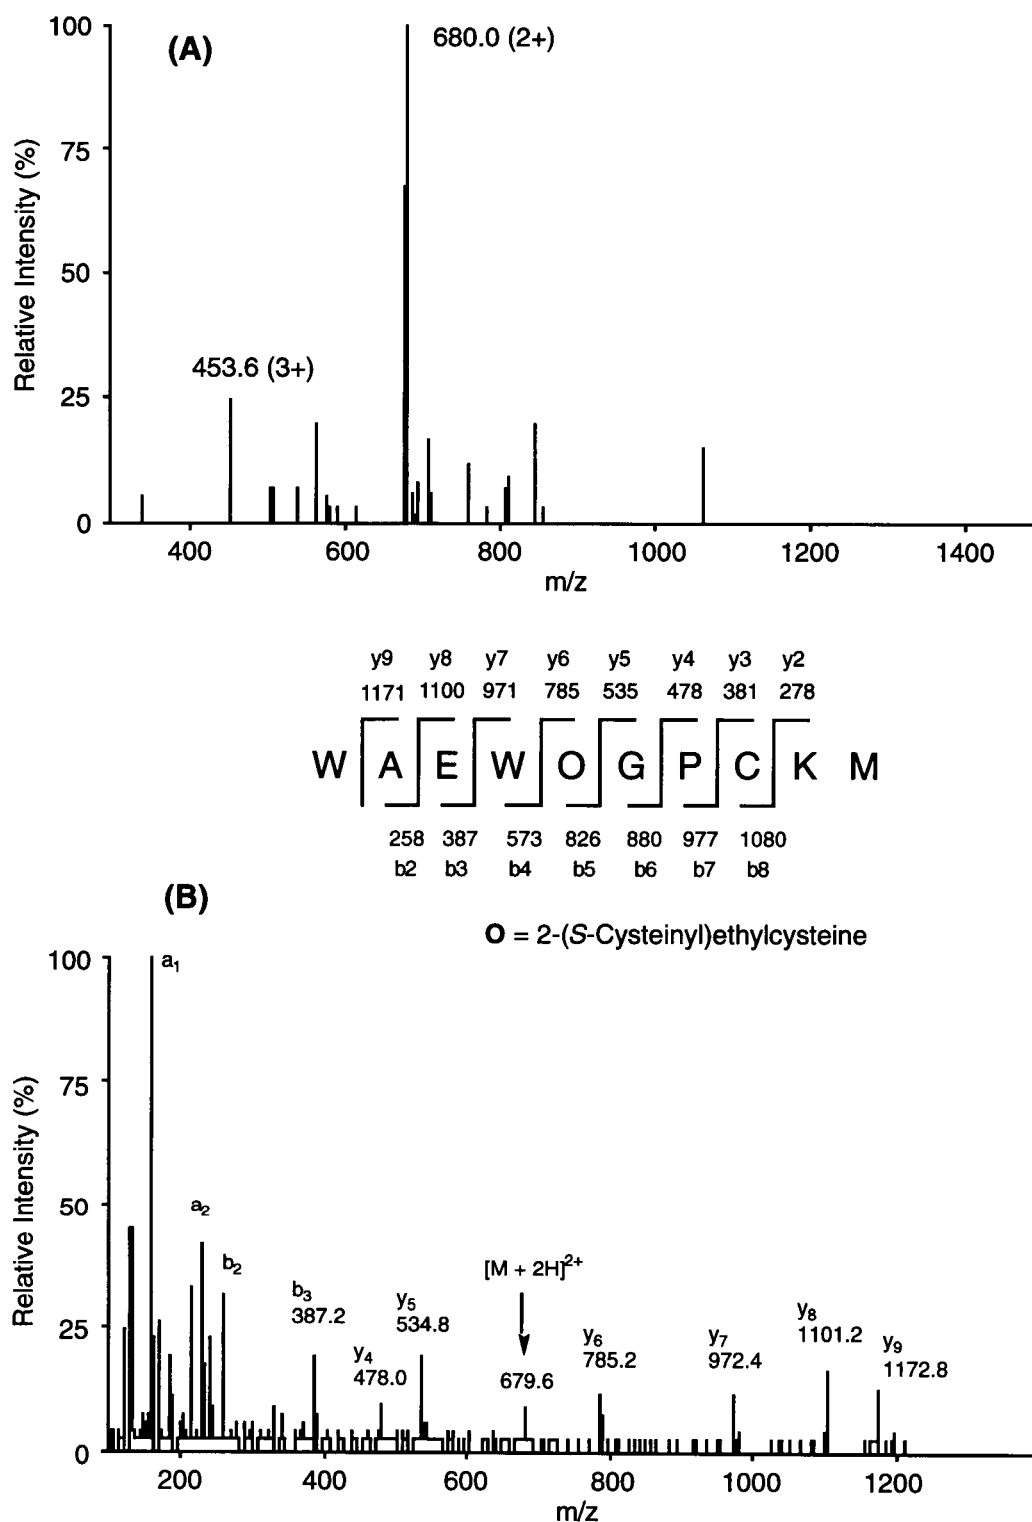 (A)
680.0 (2+)
453.6 (3+)
Relative Intensity (%)
100
75
50
25
0
400 600 800 1000 1200 1400
m/z
y9 y8 y7 y6 y5 y4 y3 y2
1171 1100 971 785 535 478 381 278
W A E W O G P C K M
258 387 573 826 880 977 1080
b2 b3 b4 b5 b6 b7 b8
(B)
O = 2-(S-Cysteinyl)ethylcysteine
Relative Intensity (%)
100
75
50
25
0
a1
a2
b2
b3
387.2
y4
478.0
y5
534.8
[M + 2H]2+
679.6
y6
785.2
y7
972.4
y8
1101.2
y9
1172.8
200 400 600 800 1000 1200
m/z